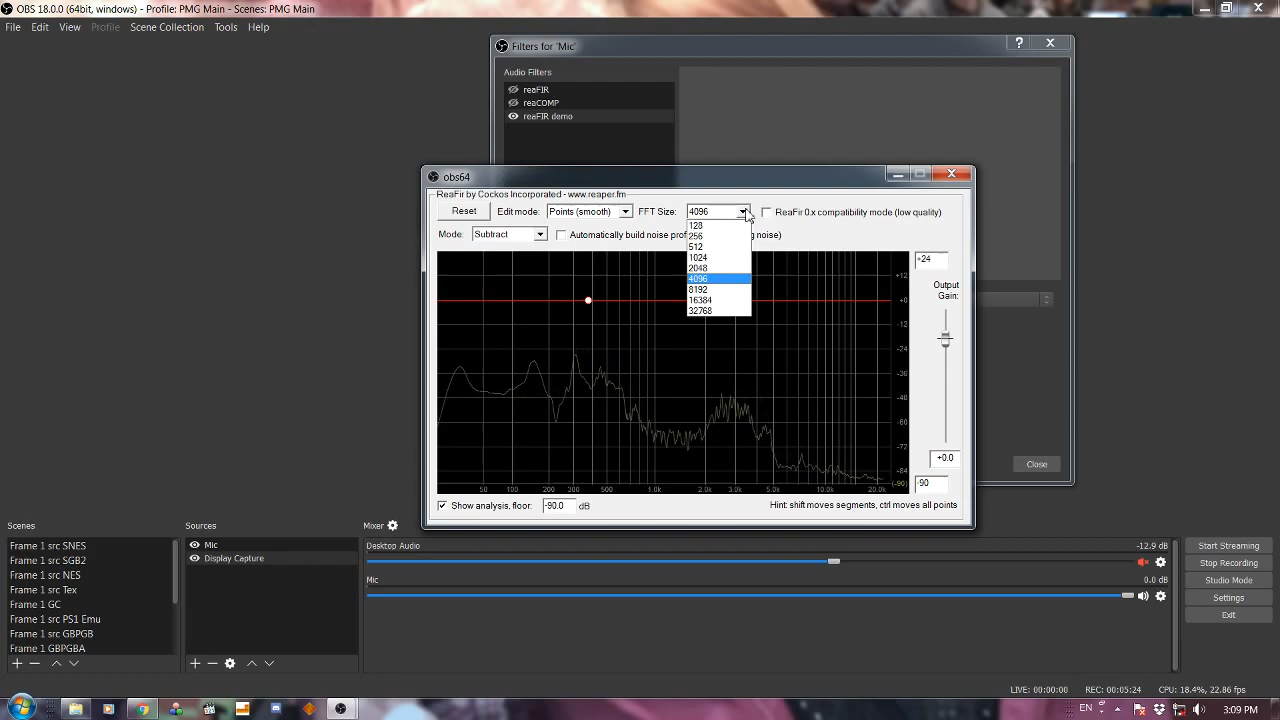 OBS 18.0.0 (64bit, windows) - Profile: PMG Main - Scenes: PMG Main
File Edit View Profile Scene Collection Tools Help
Filters for 'Mic'
?
Audio Filters
reaFIR
reaCOMP
reaFIR demo
obs64
ReaFir by Cockos Incorporated - www.reaper.fm
Reset Edit mode: Points (smooth) FFT Size: 4096 ReaFir 0.x compatibility mode (low quality)
128
256
512
1024
2048
4096
8192
16384
32768
Mode: Subtract Automatically build noise prof g noise)
+24
+12
+0
-12
-24
-36
-48
-60
-72
-84
(-90)
Output
Gain:
+0.0
-90
50 100 200 300 500 1.0k 2.0k 3.0k 5.0k 10.0k 20.0k
Show analysis, floor: -90.0 dB Hint: shift moves segments, ctrl moves all points
Close
Scenes
Frame 1 src SNES
Frame 1 src SGB2
Frame 1 src NES
Frame 1 src Tex
Frame 1 GC
Frame 1 src PS1 Emu
Frame 1 src GBPGB
Frame 1 src GBPGBA
Sources
Mic
Display Capture
Mixer
Desktop Audio -12.9 dB
Mic 0.0 dB
Start Streaming
Stop Recording
Studio Mode
Settings
Exit
LIVE: 00:00:00 REC: 00:05:24 CPU: 18.4%, 22.86 fps
EN 3:09 PM